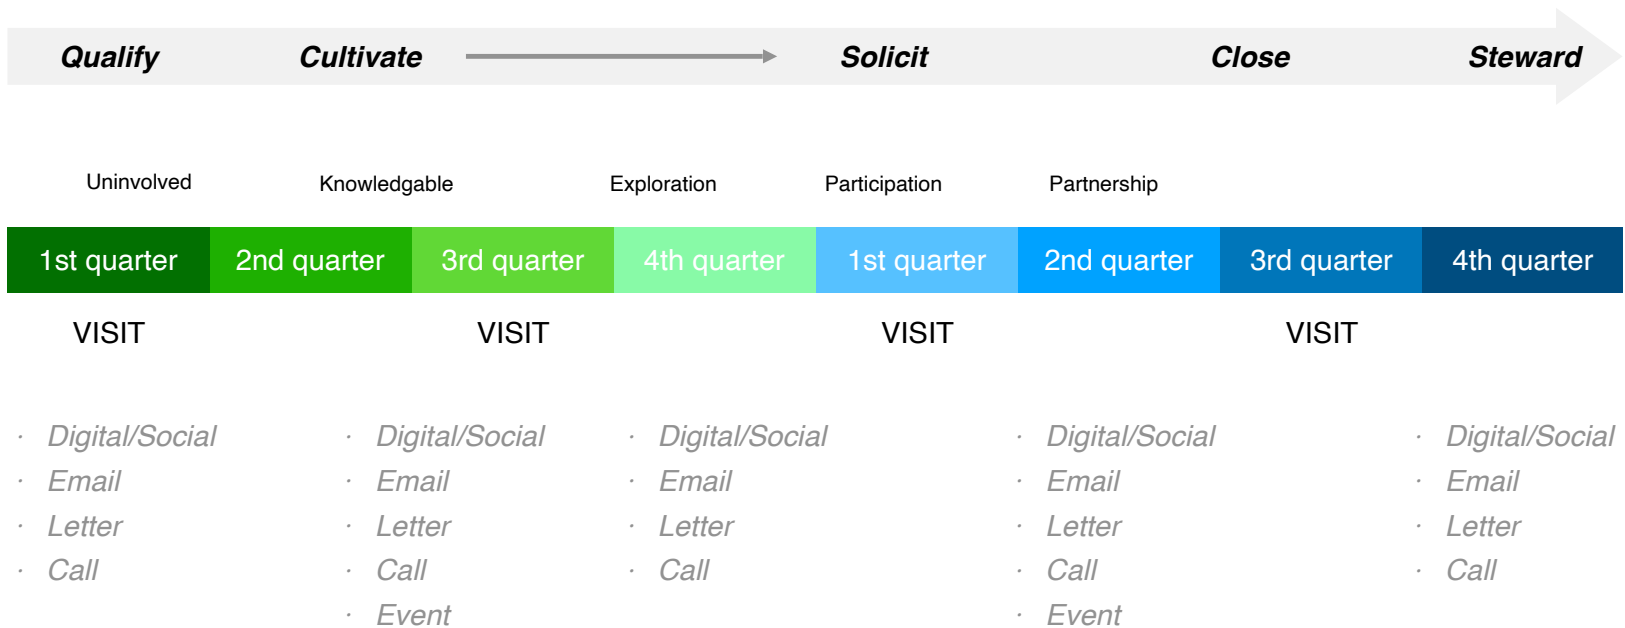 Qualify Cultivate Solicit Close Steward
Uninvolved Knowledgable Exploration Participation Partnership
1st quarter 2nd quarter 3rd quarter 4th quarter 1st quarter 2nd quarter 3rd quarter 4th quarter
VISIT VISIT VISIT VISIT
· Digital/Social · Digital/Social · Digital/Social · Digital/Social · Digital/Social
· Email · Email · Email · Email · Email
· Letter · Letter · Letter · Letter · Letter
· Call · Call · Call · Call · Call
· Event · Event